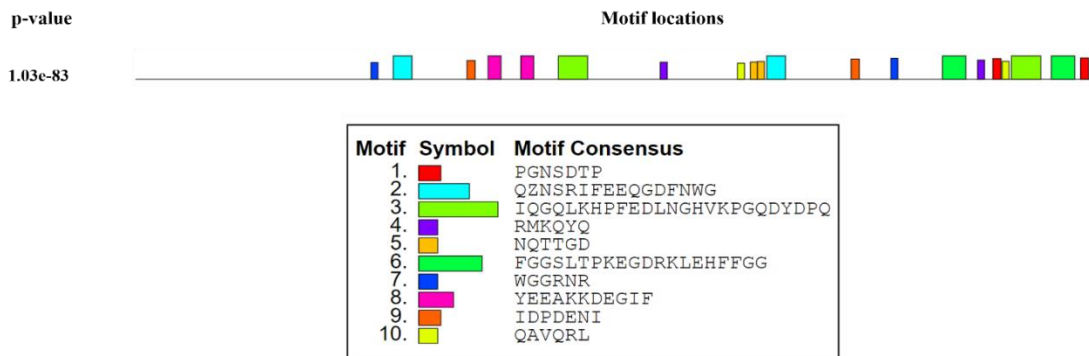 p-value Motif locations
1.03e-83
Motif Symbol Motif Consensus
1. PGNSDTP
2. QZNSRIFEEQGDFNWG
3. IQGQLKHPFEDLNGHVKPGQDYDPQ
4. RMKQYQ
5. NQTTGD
6. FGGSLTPKEGDRKLEHFFGG
7. WGGRNR
8. YEEAKKDEGIF
9. IDPDENI
10. QAVQRL